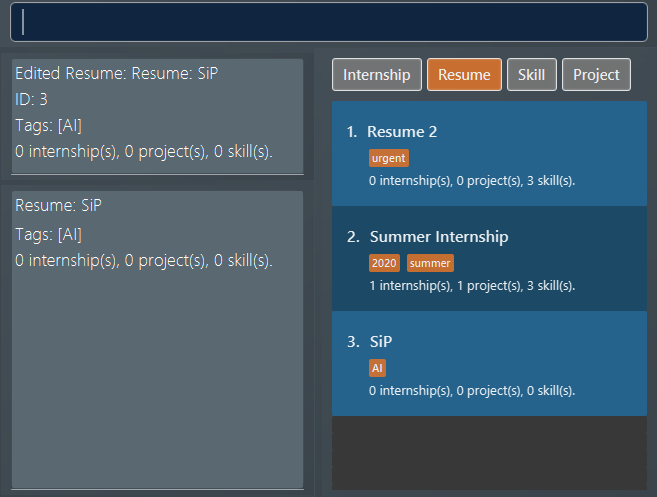 Edited Resume: Resume: SiP
ID: 3
Tags: [AI]
0 internship(s), 0 project(s), 0 skill(s).
Resume: SiP
Tags: [AI]
0 internship(s), 0 project(s), 0 skill(s).
Internship Resume Skill Project
1. Resume 2
urgent
0 internship(s), 0 project(s), 3 skill(s).
2. Summer Internship
2020 summer
1 internship(s), 1 project(s), 3 skill(s).
3. SiP
AI
0 internship(s), 0 project(s), 0 skill(s).